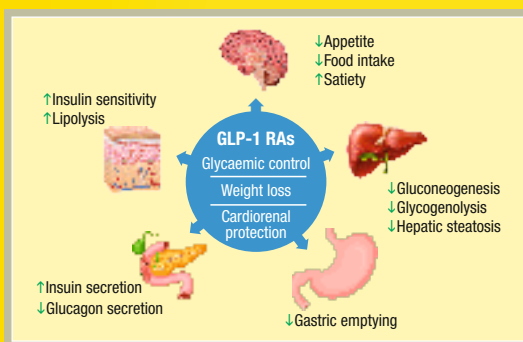 ↓Appetite
↓Food intake
↑Satiety
↑Insulin sensitivity
↑Lipolysis
GLP-1 RAs
Glycaemic control
Weight loss
Cardiorenal
protection
↓Gluconeogenesis
↓Glycogenolysis
↓Hepatic steatosis
↑Insuin secretion
↓Glucagon secretion
↓Gastric emptying